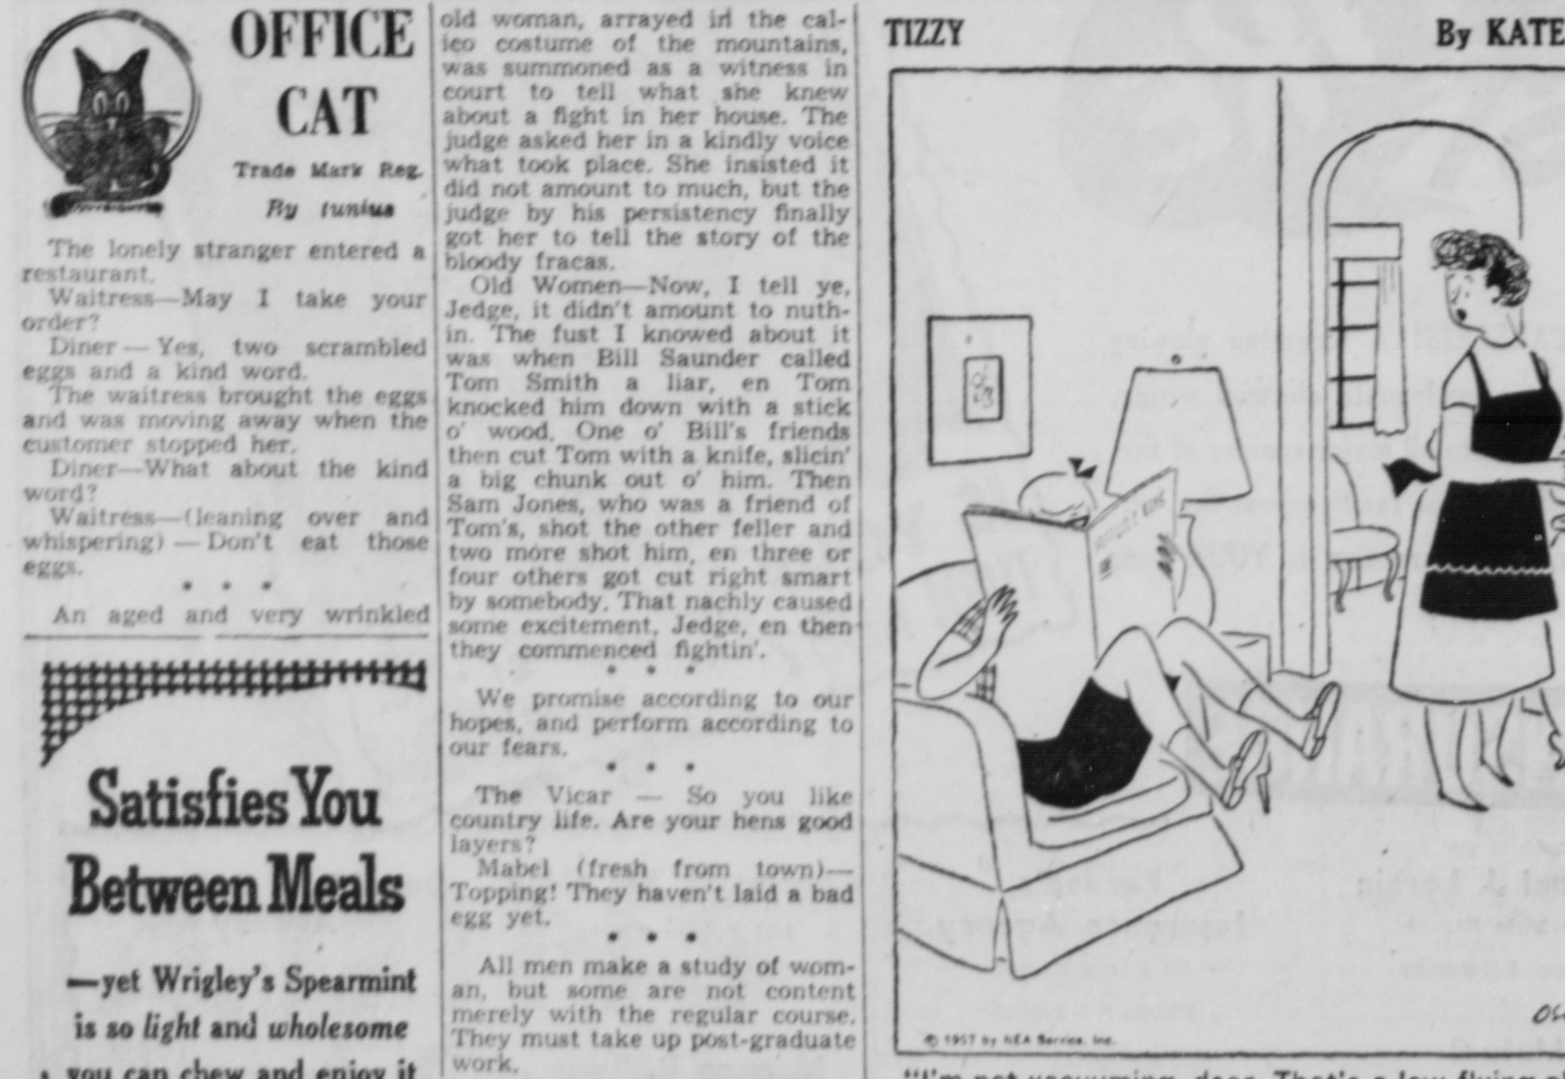 OFFICE
CAT
Trade Mark Reg.
By Junius
The lonely stranger entered a
restaurant.
Waitress—May I take your
order?
Diner — Yes, two scrambled
eggs and a kind word.
The waitress brought the eggs
and was moving away when the
customer stopped her.
Diner—What about the kind
word?
Waitress—(leaning over and
whispering) — Don't eat those
eggs.
* * *
An aged and very wrinkled
Satisfies You
Between Meals
—yet Wrigley's Spearmint
is so light and wholesome
you can chew and enjoy it
old woman, arrayed in the cal-
ico costume of the mountains,
was summoned as a witness in
court to tell what she knew
about a fight in her house. The
judge asked her in a kindly voice
what took place. She insisted it
did not amount to much, but the
judge by his persistency finally
got her to tell the story of the
bloody fracas.
Old Women—Now, I tell ye,
Jedge, it didn't amount to nuth-
in. The fust I knowed about it
was when Bill Saunder called
Tom Smith a liar, en Tom
knocked him down with a stick
o' wood. One o' Bill's friends
then cut Tom with a knife, slicin'
a big chunk out o' him. Then
Sam Jones, who was a friend of
Tom's, shot the other feller and
two more shot him, en three or
four others got cut right smart
by somebody. That nachly caused
some excitement, Jedge, en then
they commenced fightin'.
* * *
We promise according to our
hopes, and perform according to
our fears.
* * *
The Vicar — So you like
country life. Are your hens good
layers?
Mabel (fresh from town)—
Topping! They haven't laid a bad
egg yet.
* * *
All men make a study of wom-
an, but some are not content
merely with the regular course.
They must take up post-graduate
work.
TIZZY
By KATE
© 1957 by NEA Service, Inc.
"I'm not vacuuming, dear. That's a low flying